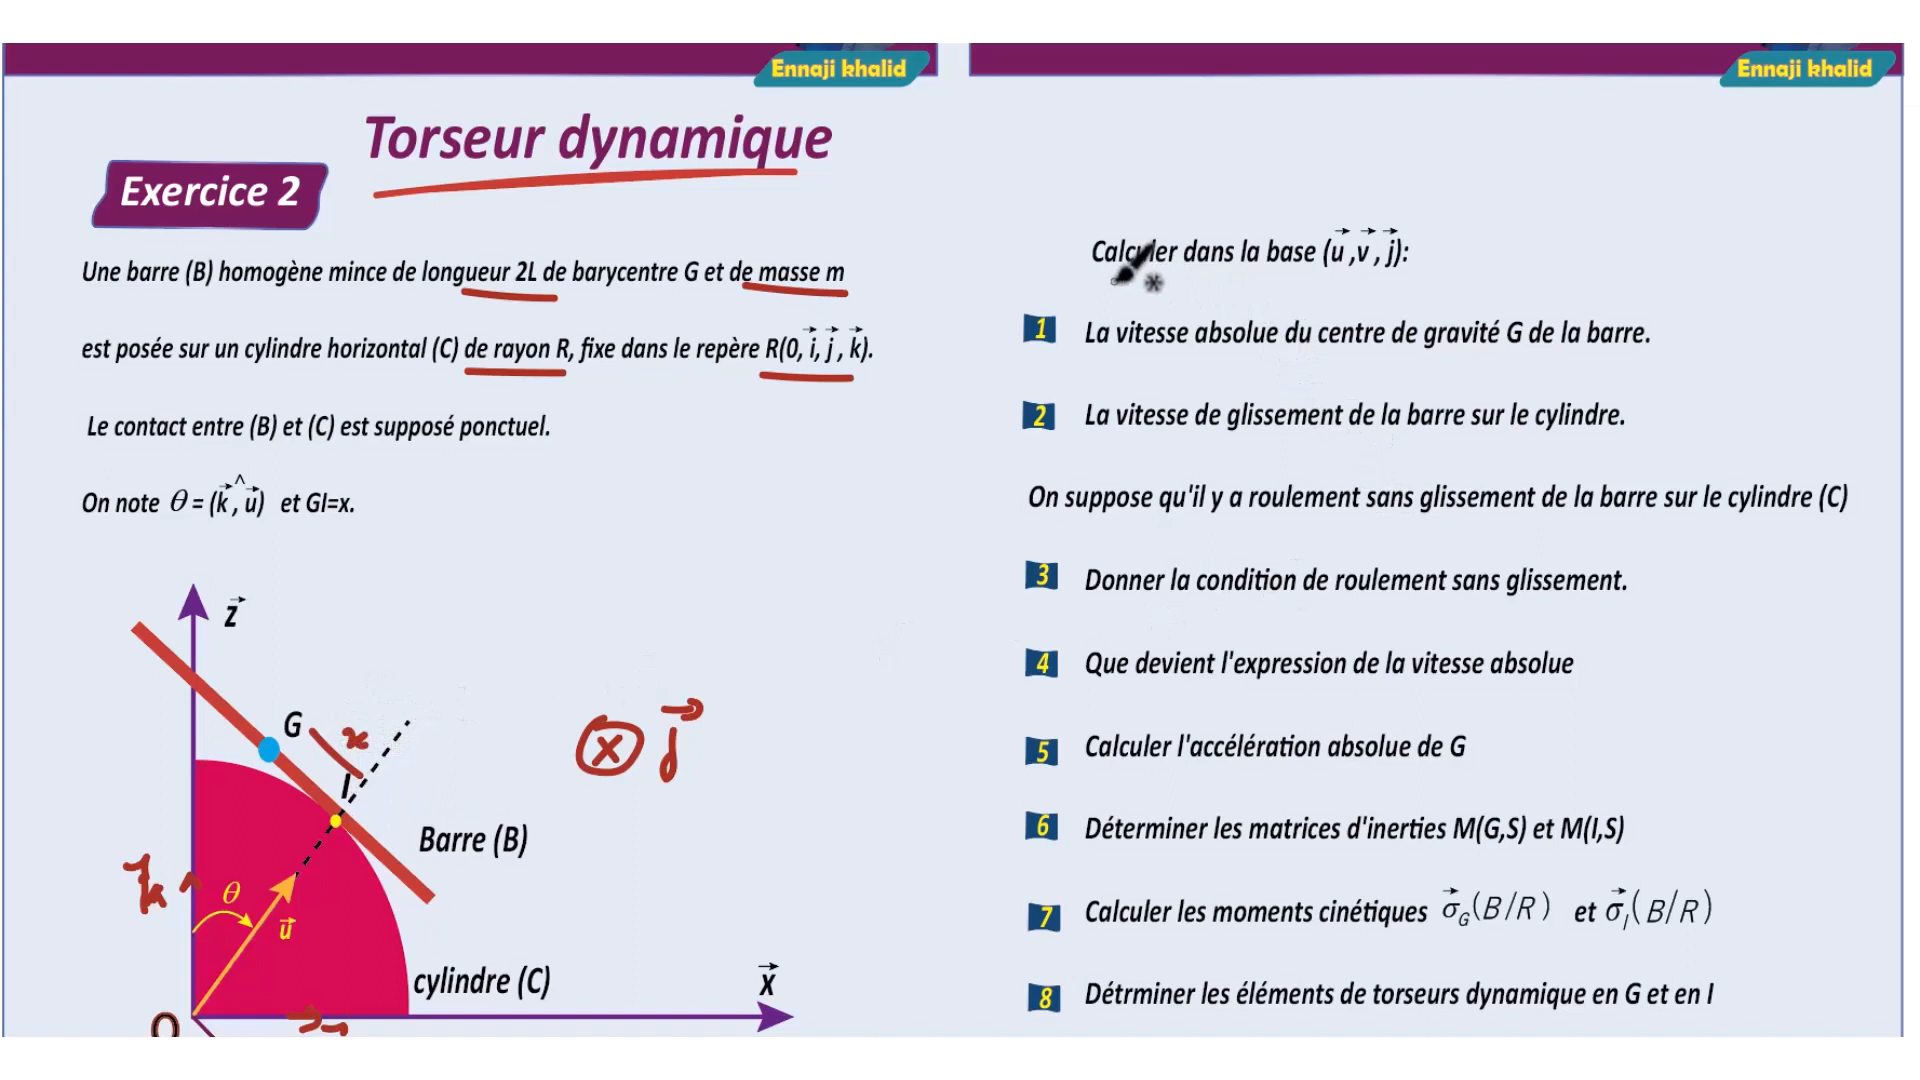 Ennaji khalid
Torseur dynamique
Exercice 2
Une barre (B) homogène mince de longueur 2L de barycentre G et de masse m
est posée sur un cylindre horizontal (C) de rayon R, fixe dans le repère R(0, i, j, k).
Le contact entre (B) et (C) est supposé ponctuel.
On note θ = (k, u) et GI=x.
z
G
x
I
j
Barre (B)
k
θ
u
cylindre (C)
x
O
i
Ennaji khalid
Calculer dans la base (u ,v , j):
1 La vitesse absolue du centre de gravité G de la barre.
2 La vitesse de glissement de la barre sur le cylindre.
On suppose qu'il y a roulement sans glissement de la barre sur le cylindre (C)
3 Donner la condition de roulement sans glissement.
4 Que devient l'expression de la vitesse absolue
5 Calculer l'accélération absolue de G
6 Déterminer les matrices d'inerties M(G,S) et M(I,S)
7 Calculer les moments cinétiques σG(B/R) et σI(B/R)
8 Détrminer les éléments de torseurs dynamique en G et en I